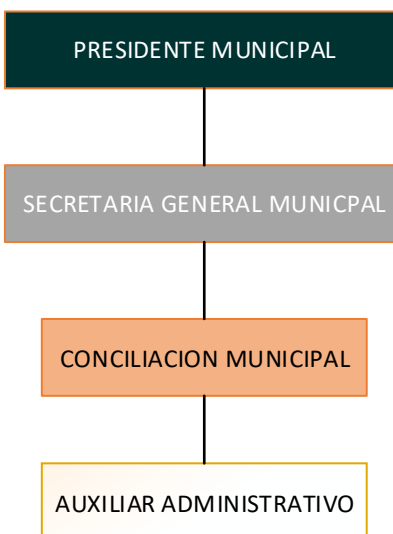 PRESIDENTE MUNICIPAL
SECRETARIA GENERAL MUNICPAL
CONCILIACION MUNICIPAL
AUXILIAR ADMINISTRATIVO